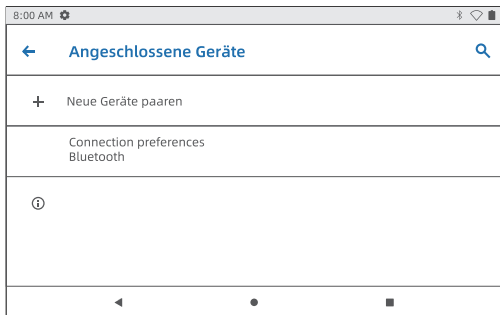 8:00 AM
Angeschlossene Geräte
Neue Geräte paaren
Connection preferences
Bluetooth